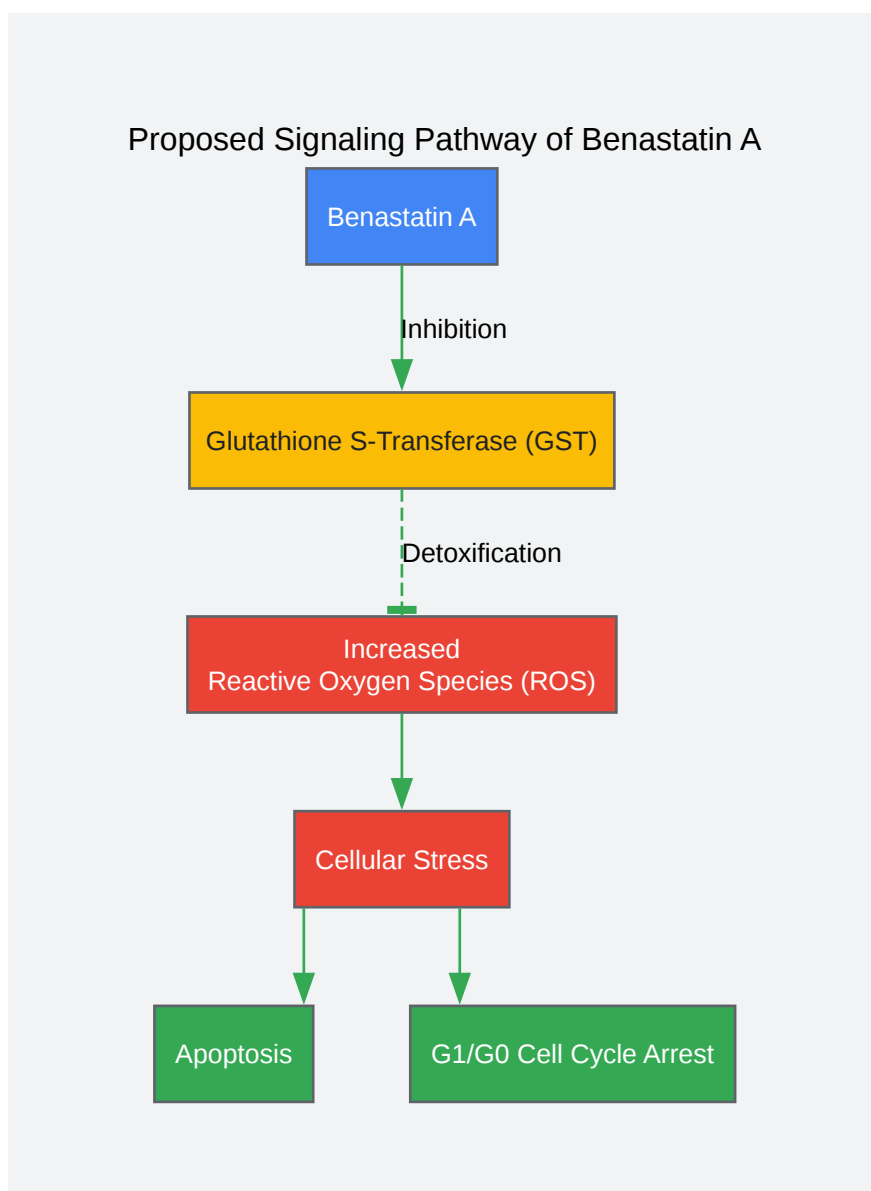 Proposed Signaling Pathway of Benastatin A
Benastatin A
Inhibition
Glutathione S-Transferase (GST)
Detoxification
Increased
Reactive Oxygen Species (ROS)
Cellular Stress
Apoptosis
G1/G0 Cell Cycle Arrest